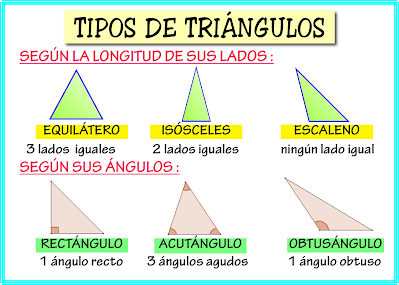 TIPOS DE TRIÁNGULOS
SEGÚN LA LONGITUD DE SUS LADOS :
EQUILÁTERO ISÓSCELES ESCALENO
3 lados iguales 2 lados iguales ningún lado igual
SEGÚN SUS ÁNGULOS :
RECTÁNGULO ACUTÁNGULO OBTUSÁNGULO
1 ángulo recto 3 ángulos agudos 1 ángulo obtuso